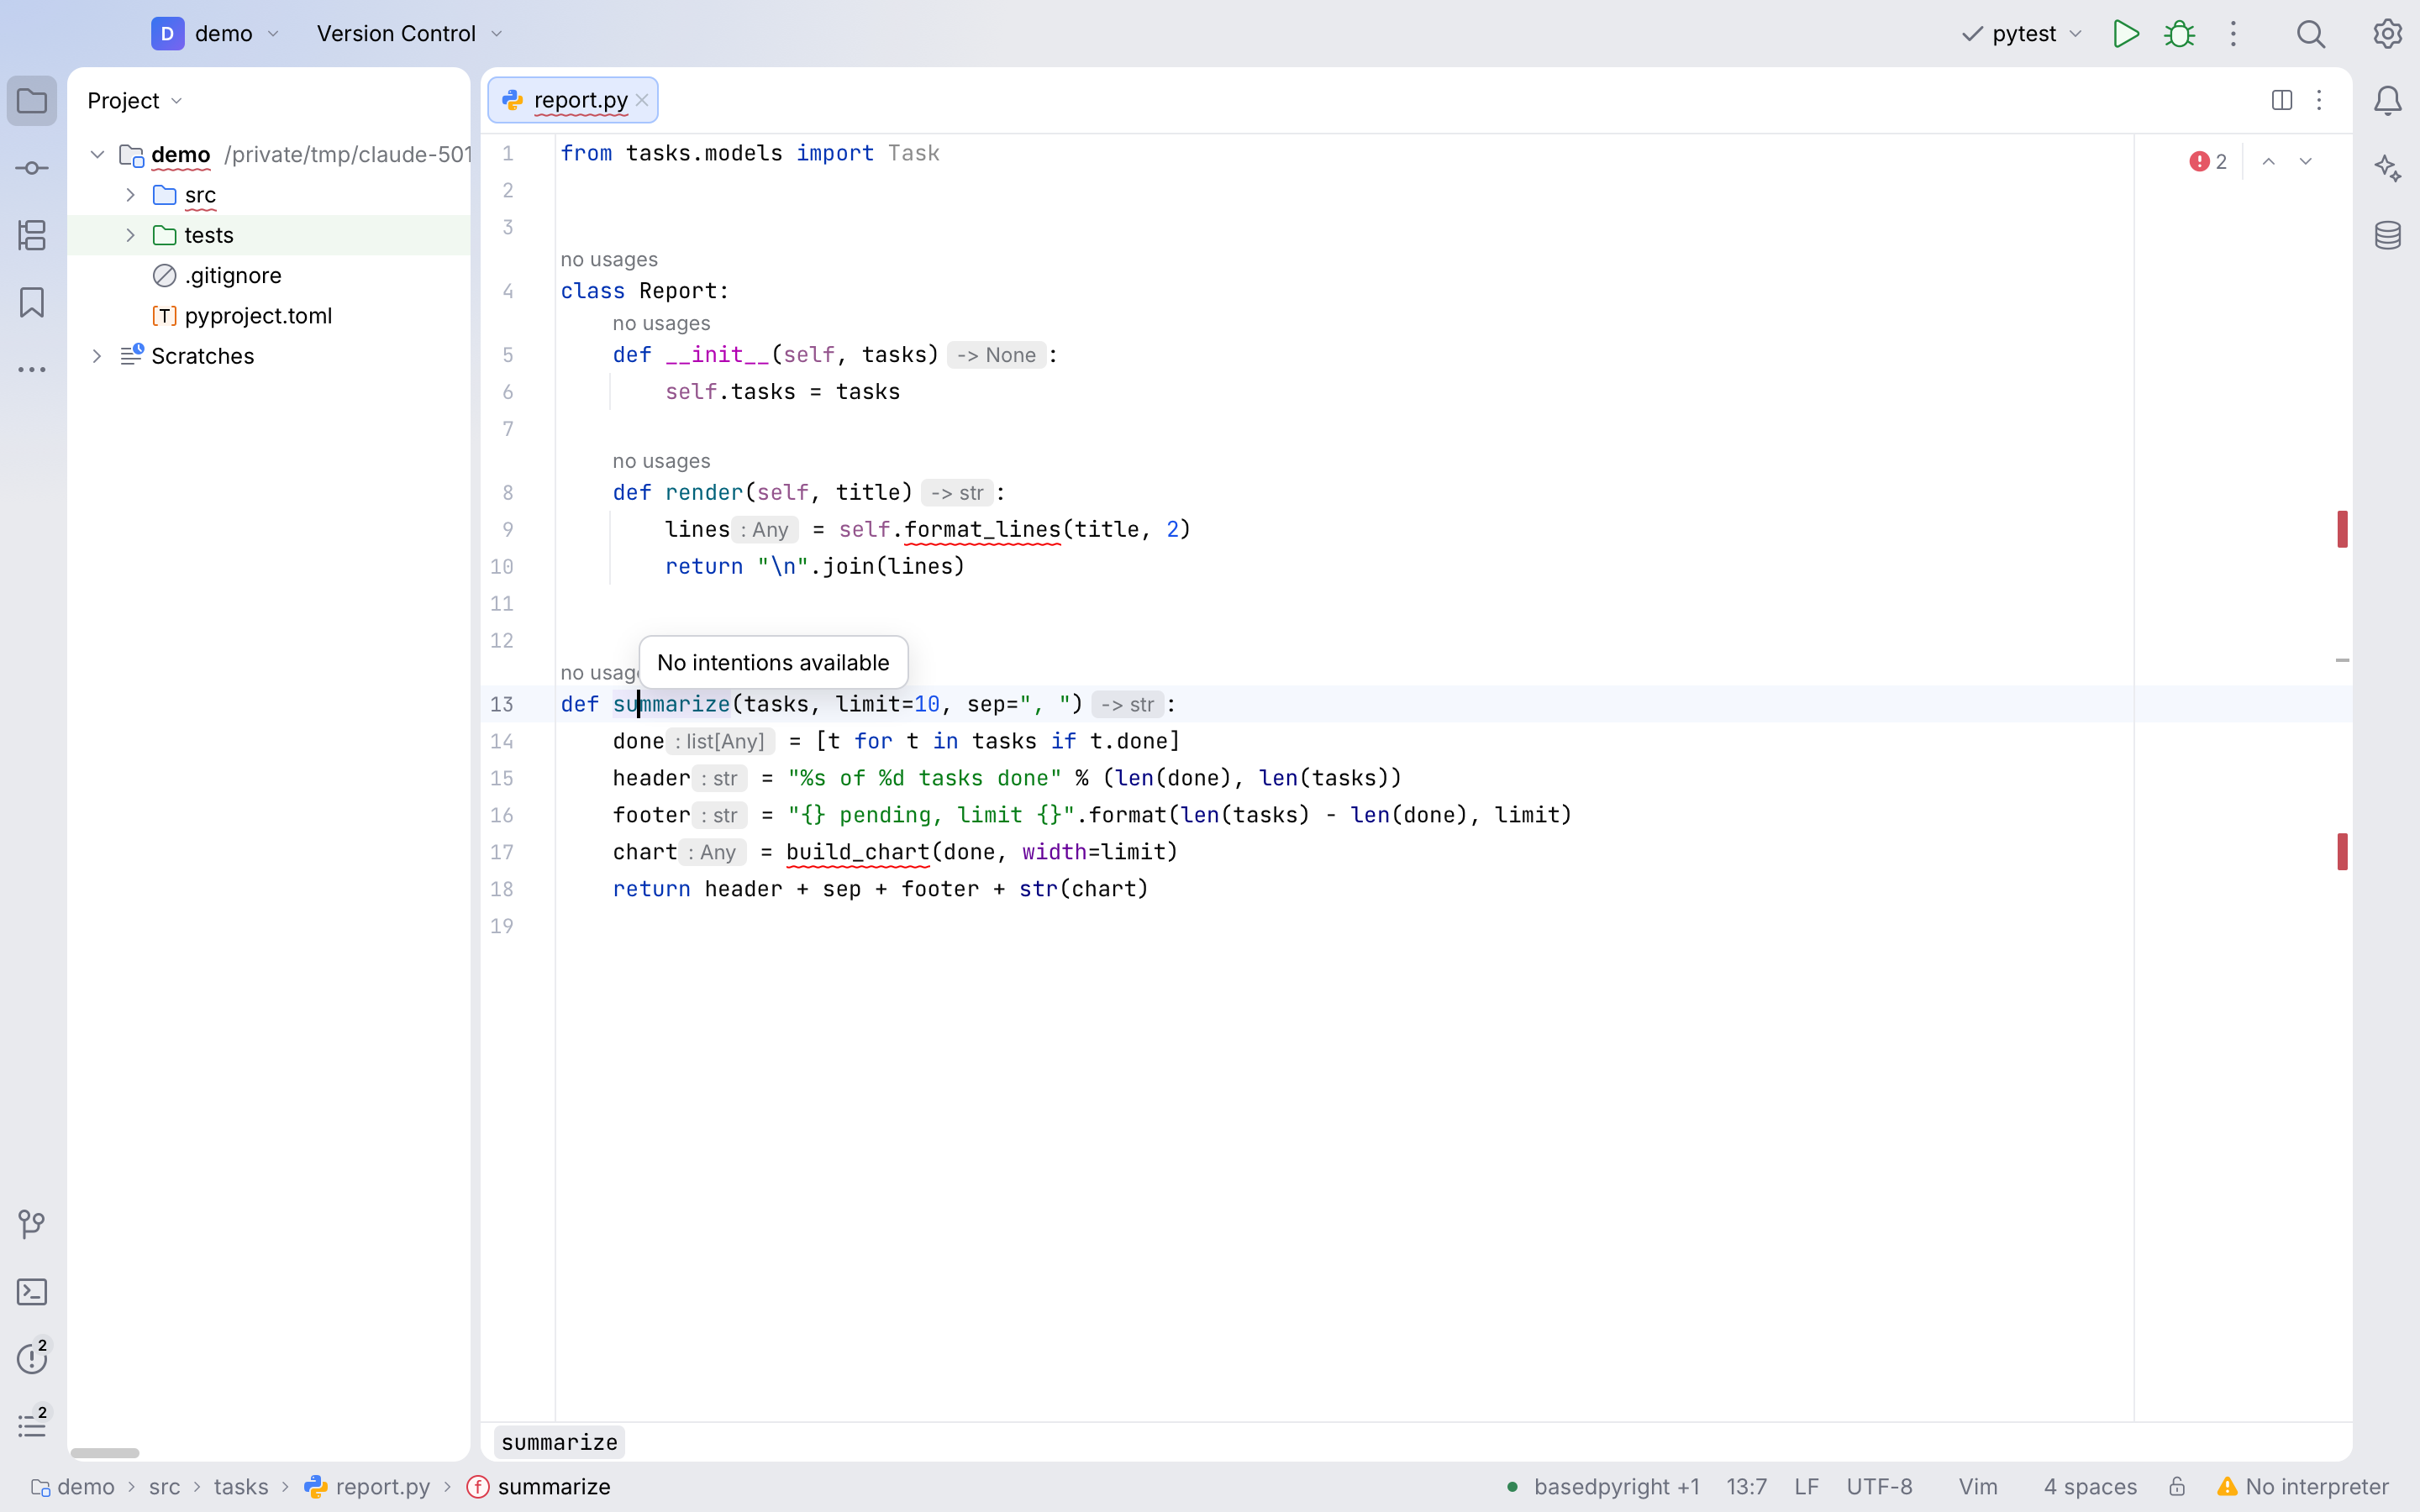 D demo Version Control pytest
Project
report.py
demo /private/tmp/claude-501
src
tests
.gitignore
[T] pyproject.toml
Scratches
2
1 from tasks.models import Task
2
3
no usages
4 class Report:
no usages
5 def __init__(self, tasks) -> None :
6 self.tasks = tasks
7
no usages
8 def render(self, title) -> str :
9 lines : Any = self.format_lines(title, 2)
10 return "\n".join(lines)
11
12
No intentions available
no usag
13 def summarize(tasks, limit=10, sep=", ") -> str :
14 done : list[Any] = [t for t in tasks if t.done]
15 header : str = "%s of %d tasks done" % (len(done), len(tasks))
16 footer : str = "{} pending, limit {}".format(len(tasks) - len(done), limit)
17 chart : Any = build_chart(done, width=limit)
18 return header + sep + footer + str(chart)
19
2
2
summarize
demo › src › tasks › report.py › f summarize
basedpyright +1 13:7 LF UTF-8 Vim 4 spaces No interpreter